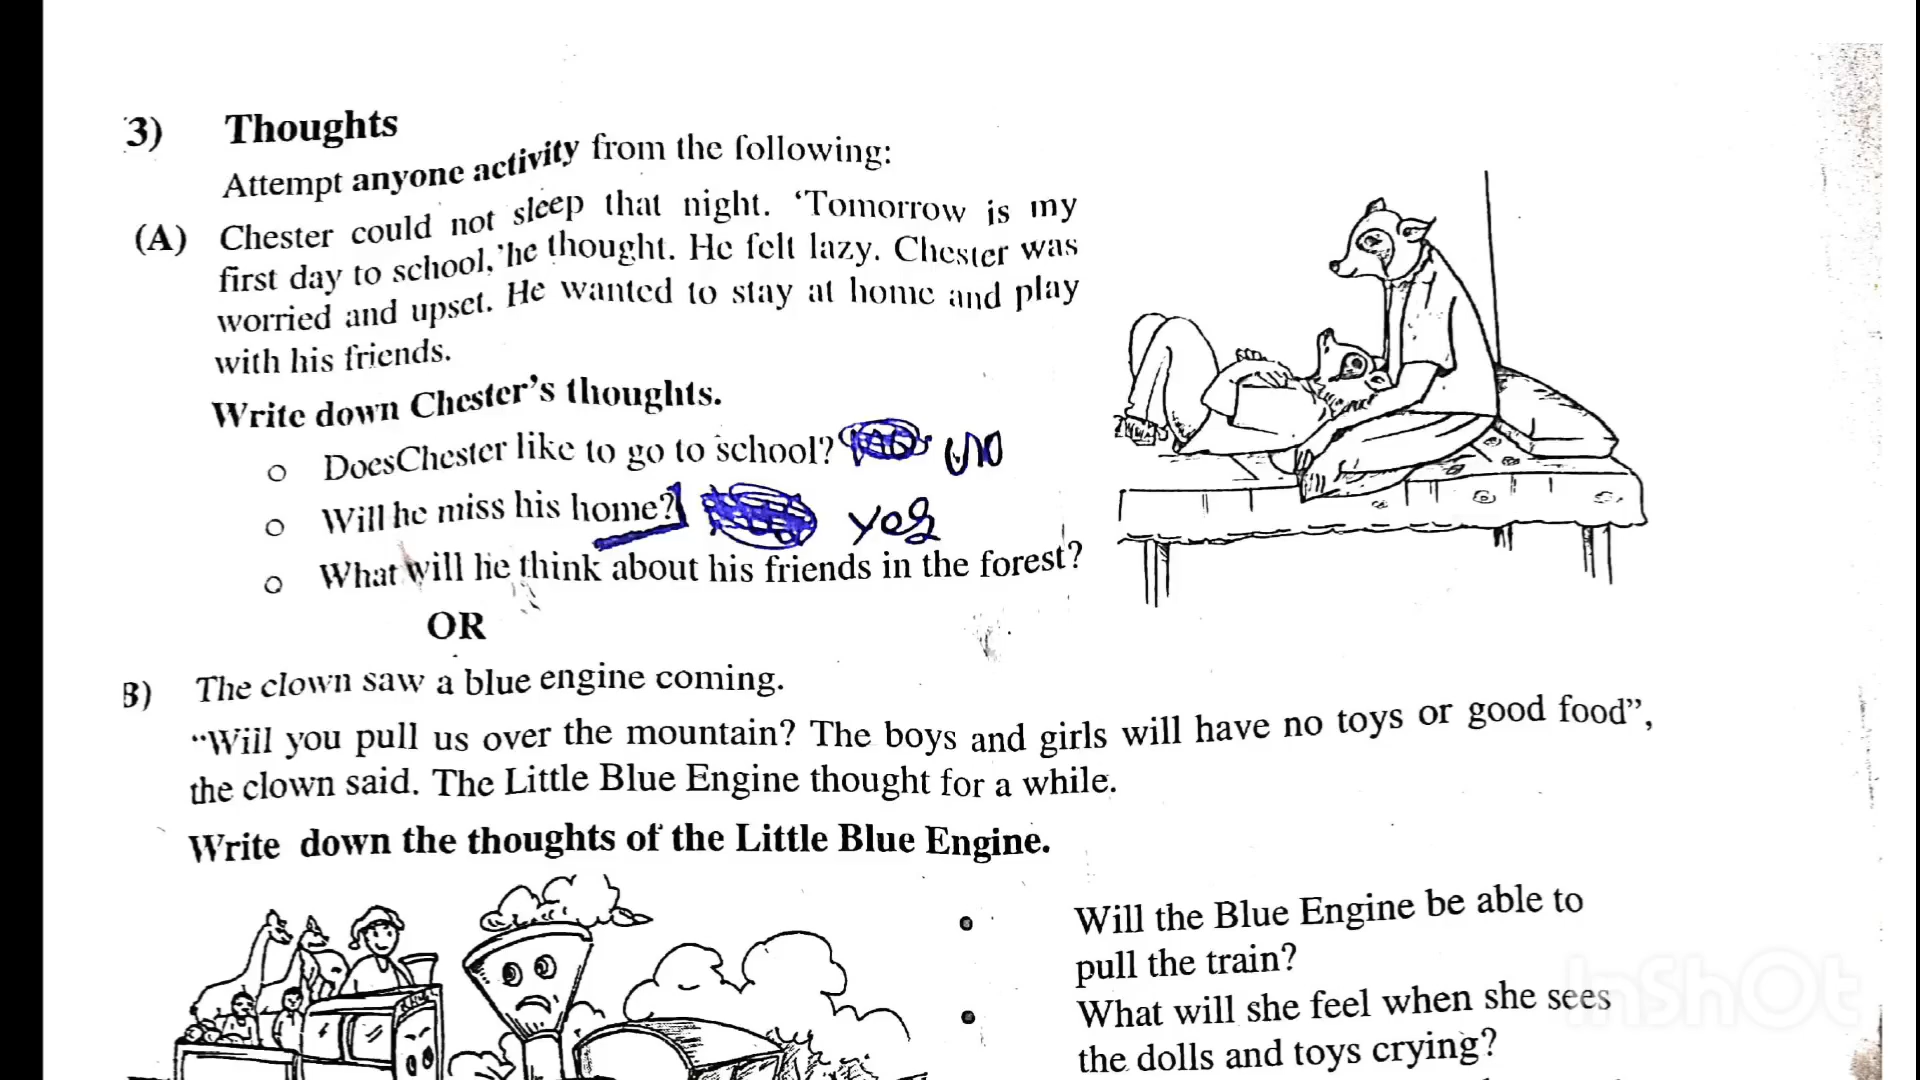 3) Thoughts
Attempt anyone activity from the following:
(A) Chester could not sleep that night. 'Tomorrow is my
first day to school,'he thought. He felt lazy. Chester was
worried and upset. He wanted to stay at home and play
with his friends.
Write down Chester's thoughts.
o DoesChester like to go to school? no
o Will he miss his home? yes
o What will he think about his friends in the forest?
OR
B) The clown saw a blue engine coming.
"Will you pull us over the mountain? The boys and girls will have no toys or good food",
the clown said. The Little Blue Engine thought for a while.
Write down the thoughts of the Little Blue Engine.
• Will the Blue Engine be able to
pull the train?
• What will she feel when she sees
the dolls and toys crying?
InShOt